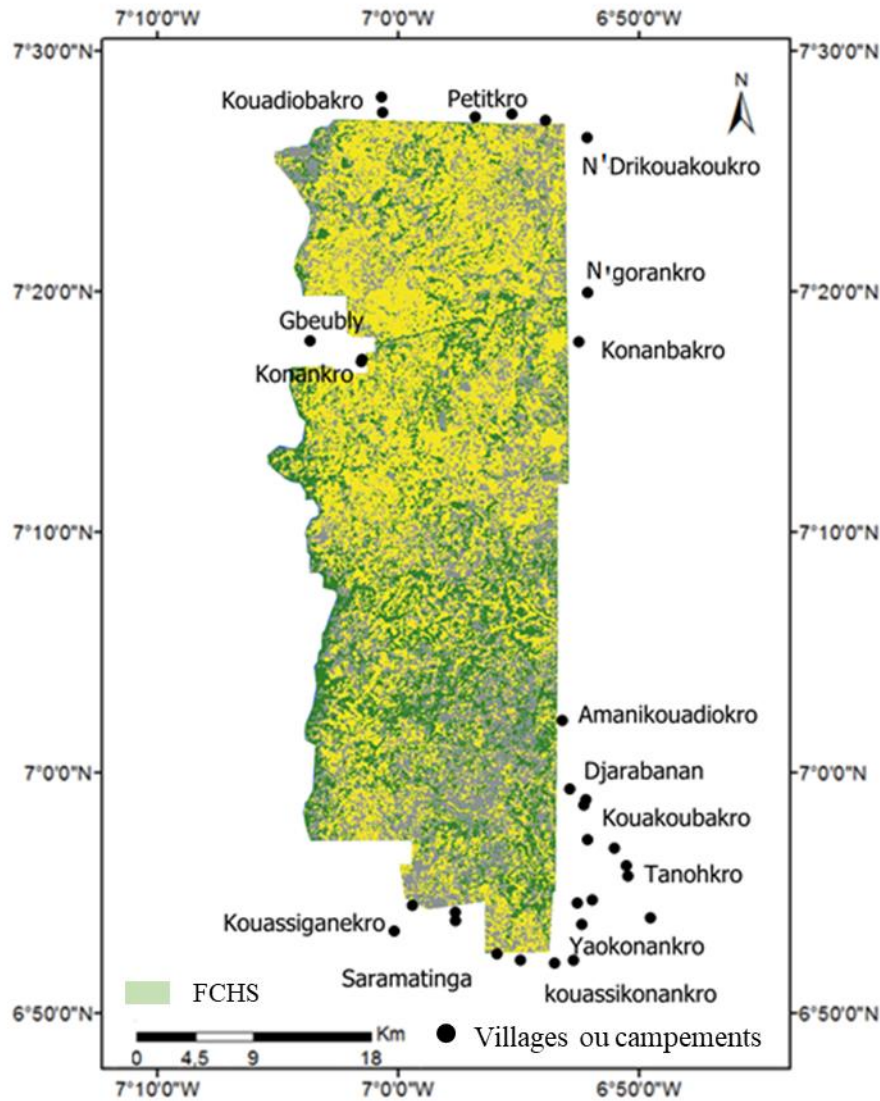 7°10'0"W 7°0'0"W 6°50'0"W
7°30'0"N 7°30'0"N
N
Kouadiobakro Petitkro
N'Drikouakoukro
N'gorankro
7°20'0"N 7°20'0"N
Gbeubly
Konanbakro
Konankro
7°10'0"N 7°10'0"N
Amanikouadiokro
7°0'0"N Djarabanan 7°0'0"N
Kouakoubakro
Tanohkro
Kouassiganekro
Yaokonankro
Saramatinga
kouassikonankro
FCHS
6°50'0"N 6°50'0"N
Km
Villages ou campements
0 4,5 9 18
7°10'0"W 7°0'0"W 6°50'0"W